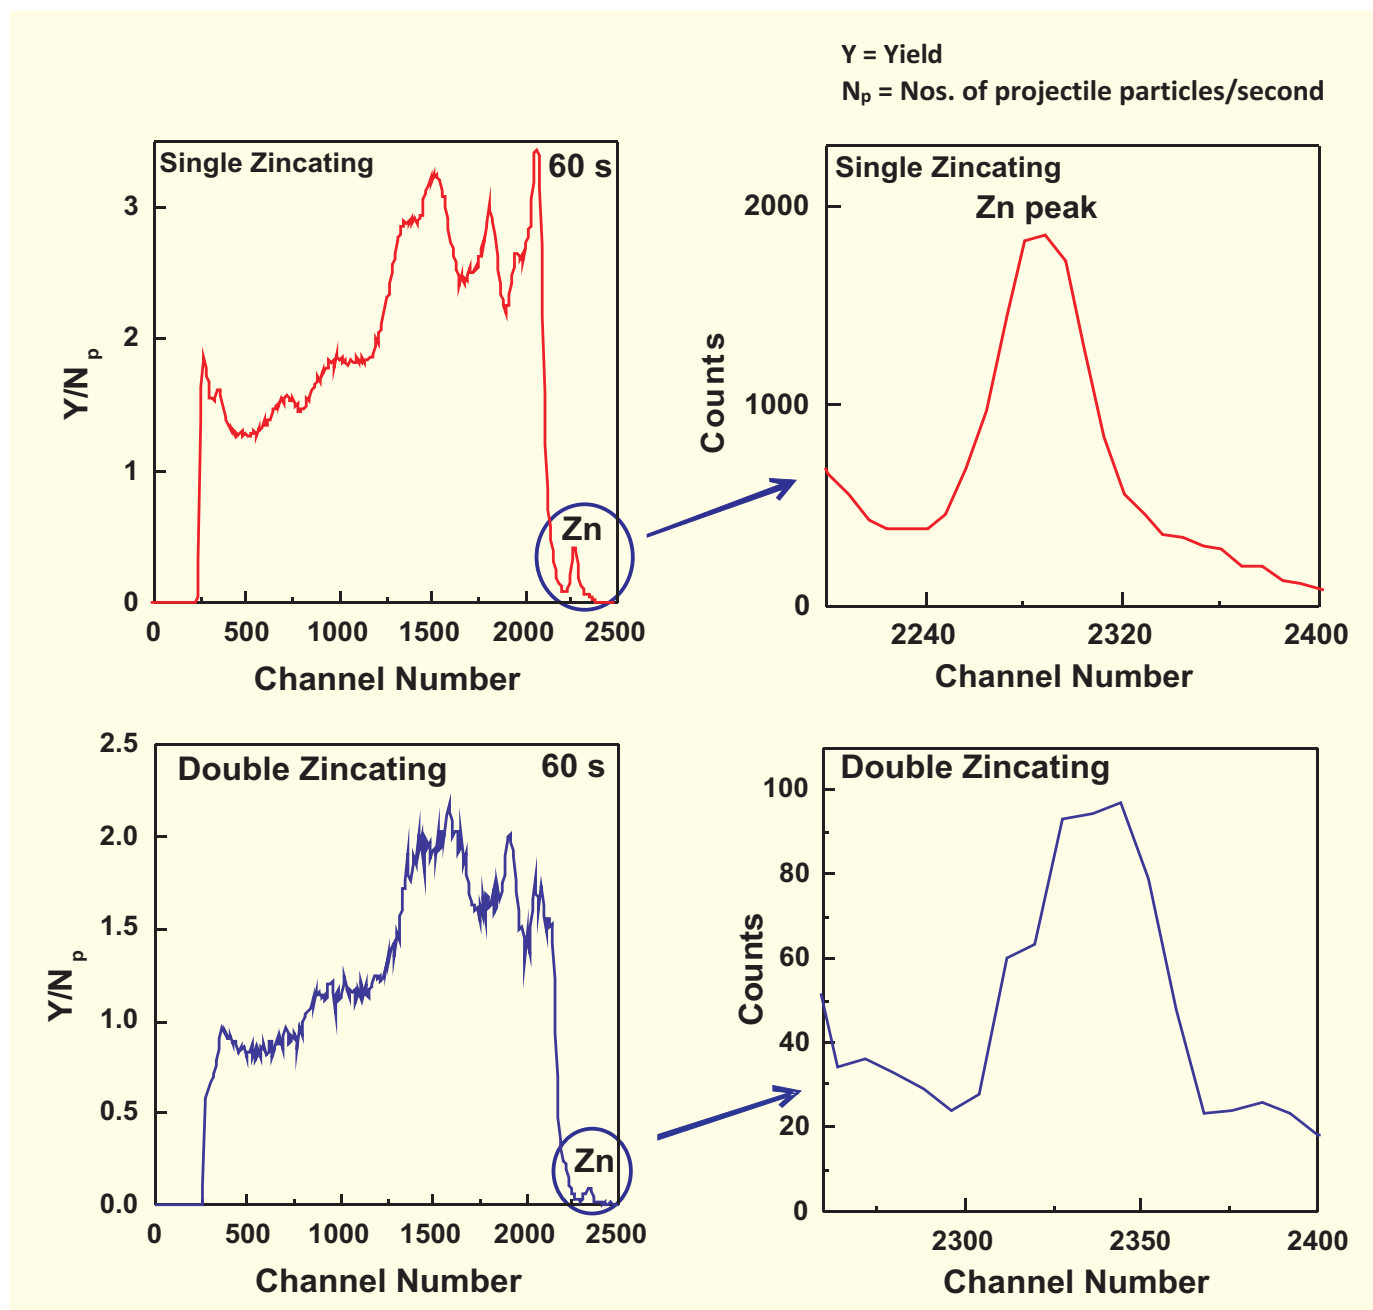 Y = Yield
Np = Nos. of projectile particles/second
Single Zincating
60 s
3
2
1
0
Y/Np
Zn
0 500 1000 1500 2000 2500
Channel Number
Single Zincating
Zn peak
2000
1000
0
Counts
2240 2320 2400
Channel Number
Double Zincating
60 s
2.5
2.0
1.5
1.0
0.5
0.0
Y/Np
Zn
0 500 1000 1500 2000 2500
Channel Number
Double Zincating
100
80
60
40
20
0
Counts
2300 2350 2400
Channel Number